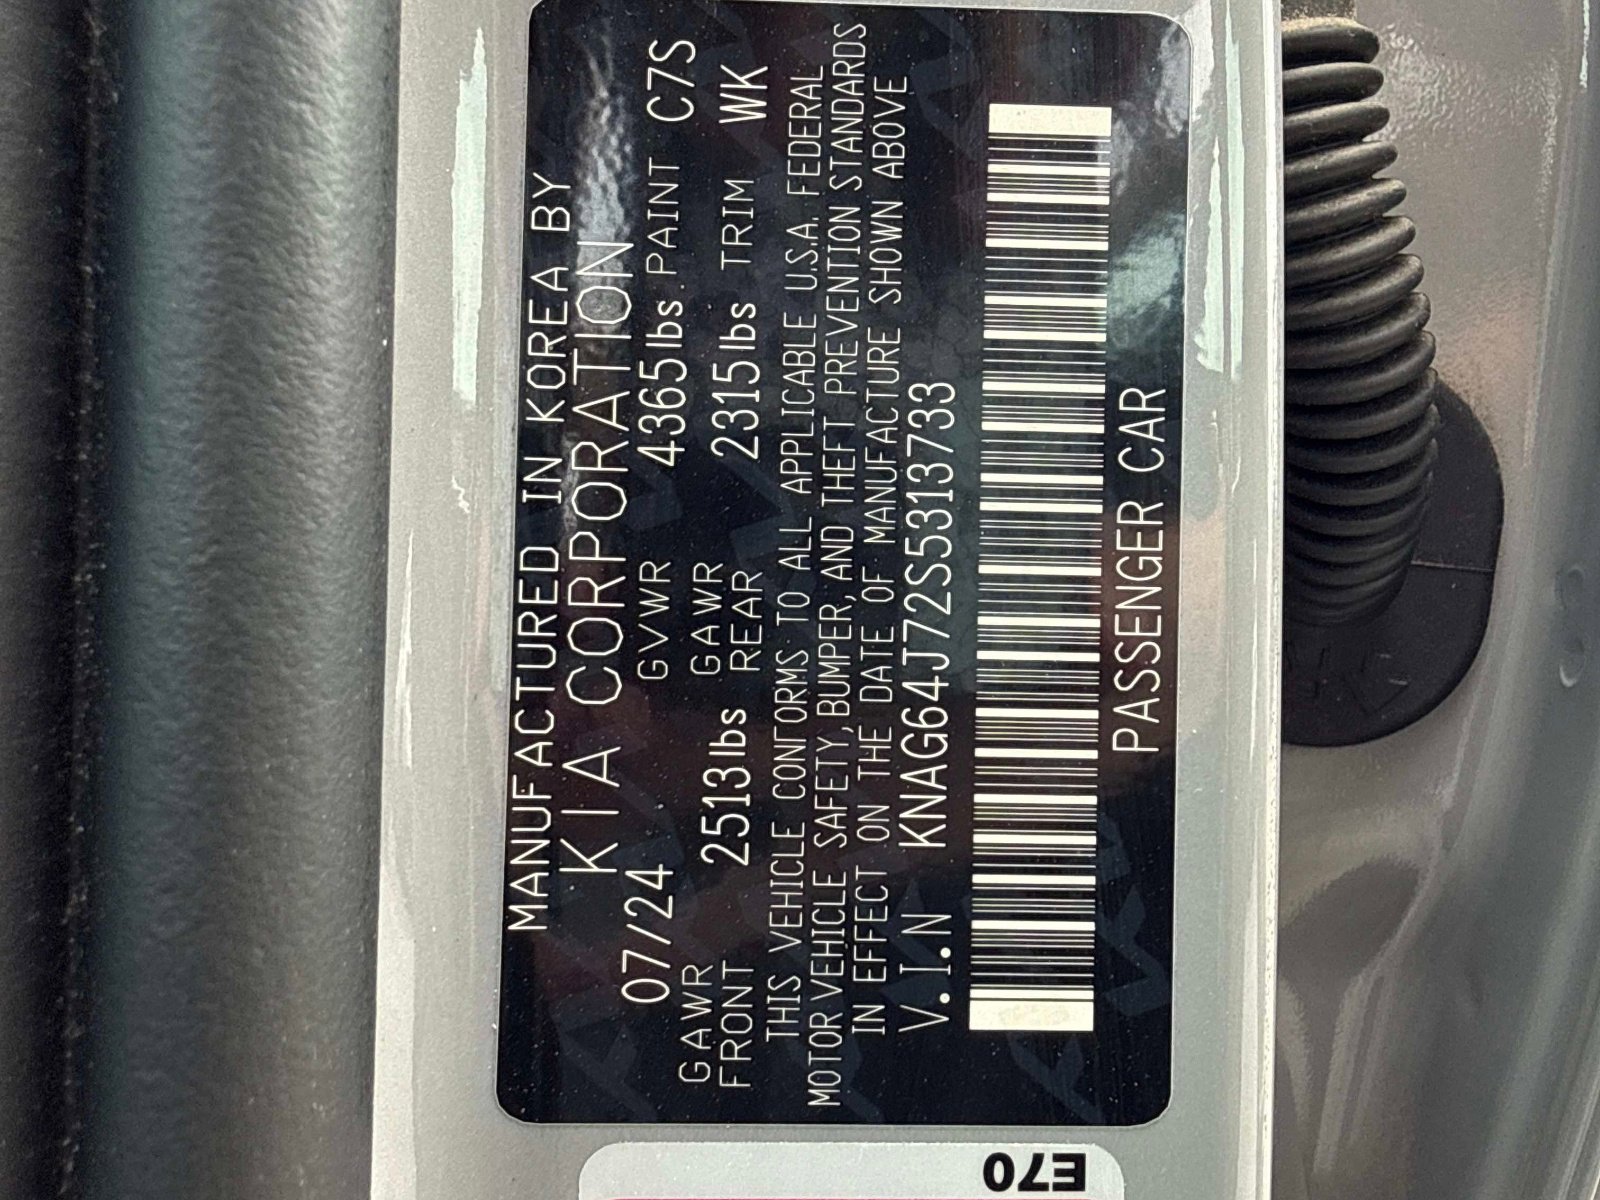 MANUFACTURED IN KOREA BY
KIA CORPORATION
07/24 GVWR 4365lbs. PAINT C7S
GAWR FRONT 2513lbs GAWR REAR 2315lbs TRIM WK
THIS VEHICLE CONFORMS TO ALL APPLICABLE U.S.A. FEDERAL
MOTOR VEHICLE SAFETY, BUMPER, AND THEFT PREVENTION STANDARDS
IN EFFECT ON THE DATE OF MANUFACTURE SHOWN ABOVE
V.I.N KNAG64J72S5313733
PASSENGER CAR
E70